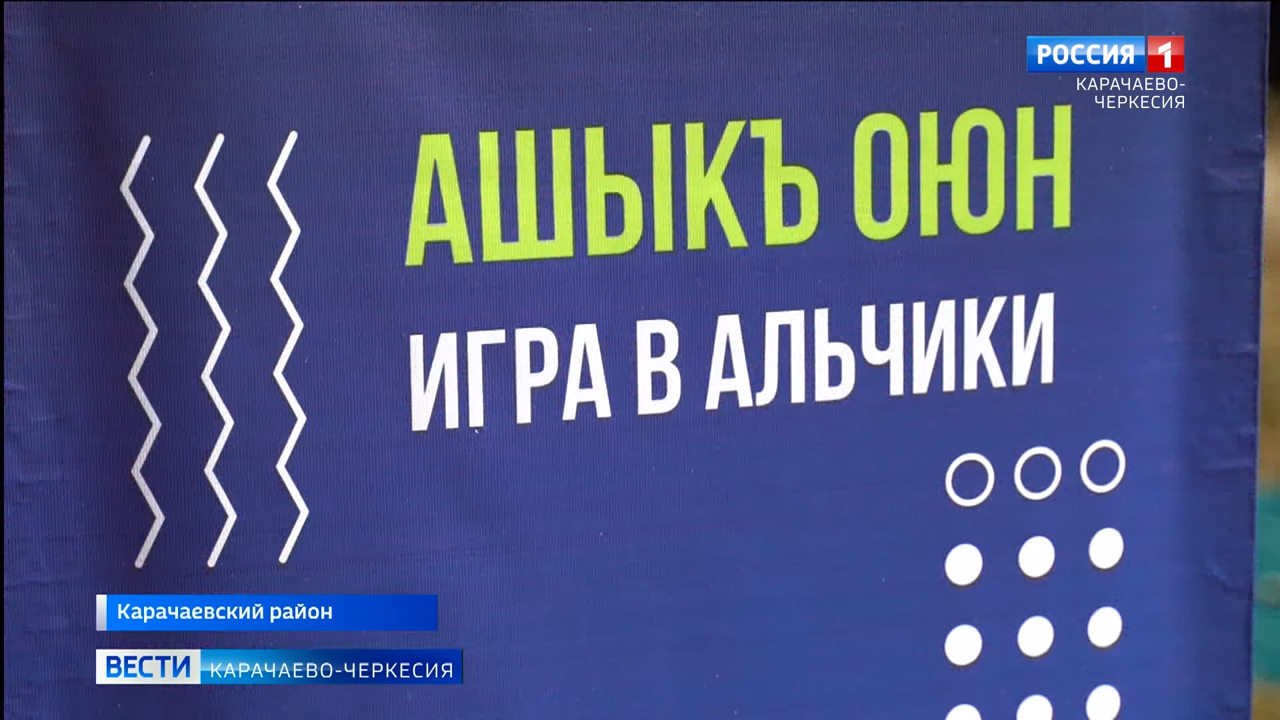 РОССИЯ 1
КАРАЧАЕВО-
ЧЕРКЕСИЯ
АШЫКЪ ОЮН
ИГРА В АЛЬЧИКИ
Карачаевский район
ВЕСТИ КАРАЧАЕВО-ЧЕРКЕСИЯ